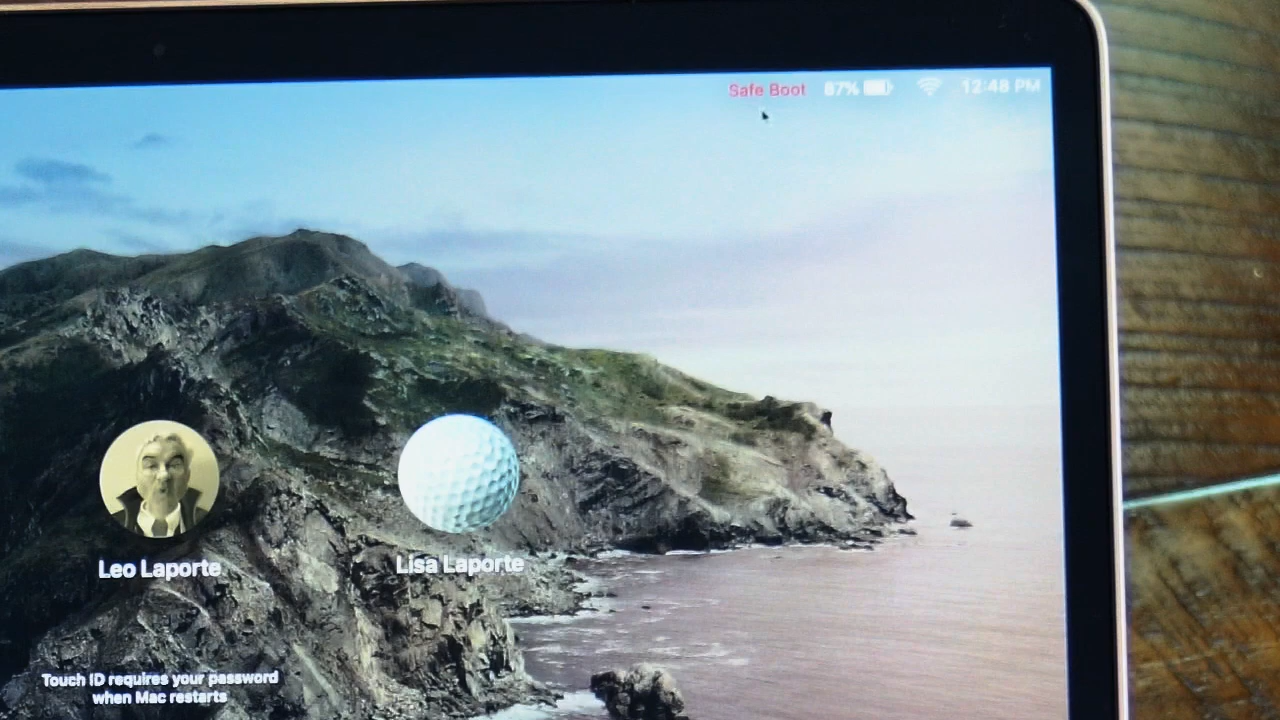 Safe Boot 87% 12:48 PM
Leo Laporte
Lisa Laporte
Touch ID requires your password
when Mac restarts